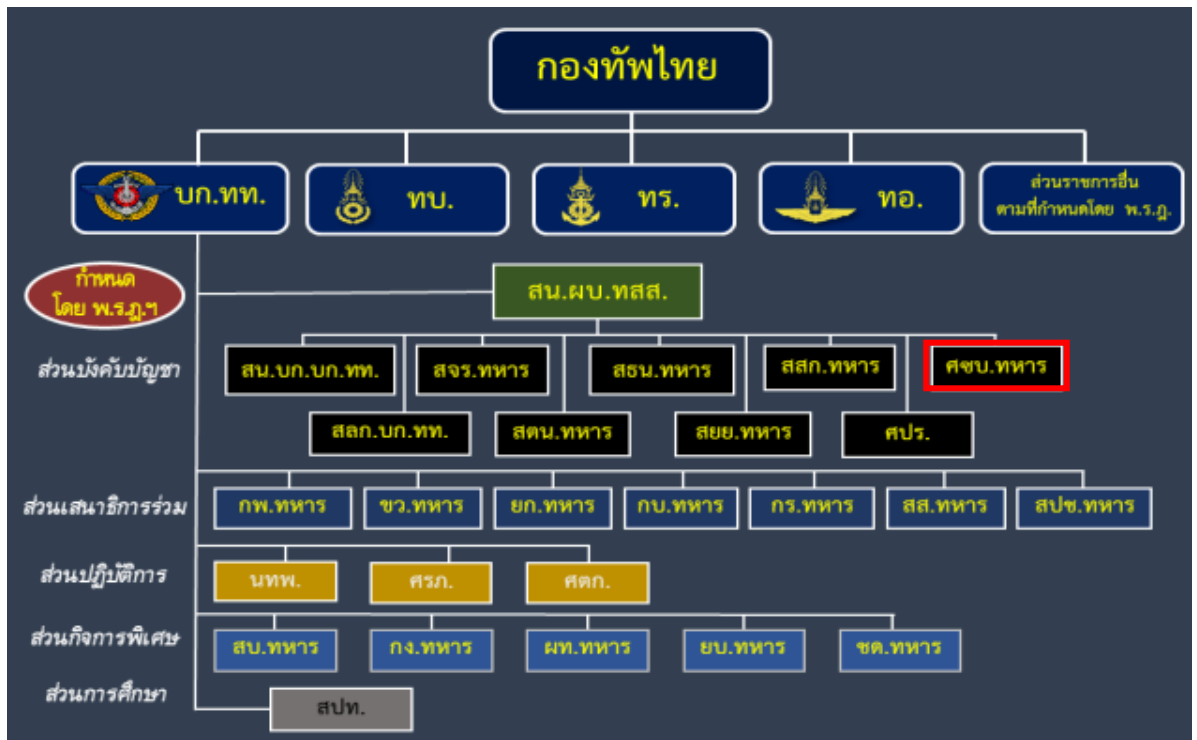 กองทัพไทย
บก.ทท.
ทบ.
ทร.
ทอ.
ส่วนราชการอื่น
ตามที่กำหนดโดย พ.ร.ฎ.
กำหนด
โดย พ.ร.ฎ.ฯ
สน.ผบ.ทสส.
ส่วนบังคับบัญชา
สน.บก.บก.ทท.
สจร.ทหาร
สธน.ทหาร
สสก.ทหาร
ศซบ.ทหาร
สลก.บก.ทท.
สตน.ทหาร
สยย.ทหาร
ศปร.
ส่วนเสนาธิการร่วม
กพ.ทหาร
ขว.ทหาร
ยก.ทหาร
กบ.ทหาร
กร.ทหาร
สส.ทหาร
สปช.ทหาร
ส่วนปฏิบัติการ
นทพ.
ศรภ.
ศตก.
ส่วนกิจการพิเศษ
สบ.ทหาร
กง.ทหาร
ผท.ทหาร
ยบ.ทหาร
ชด.ทหาร
ส่วนการศึกษา
สปท.